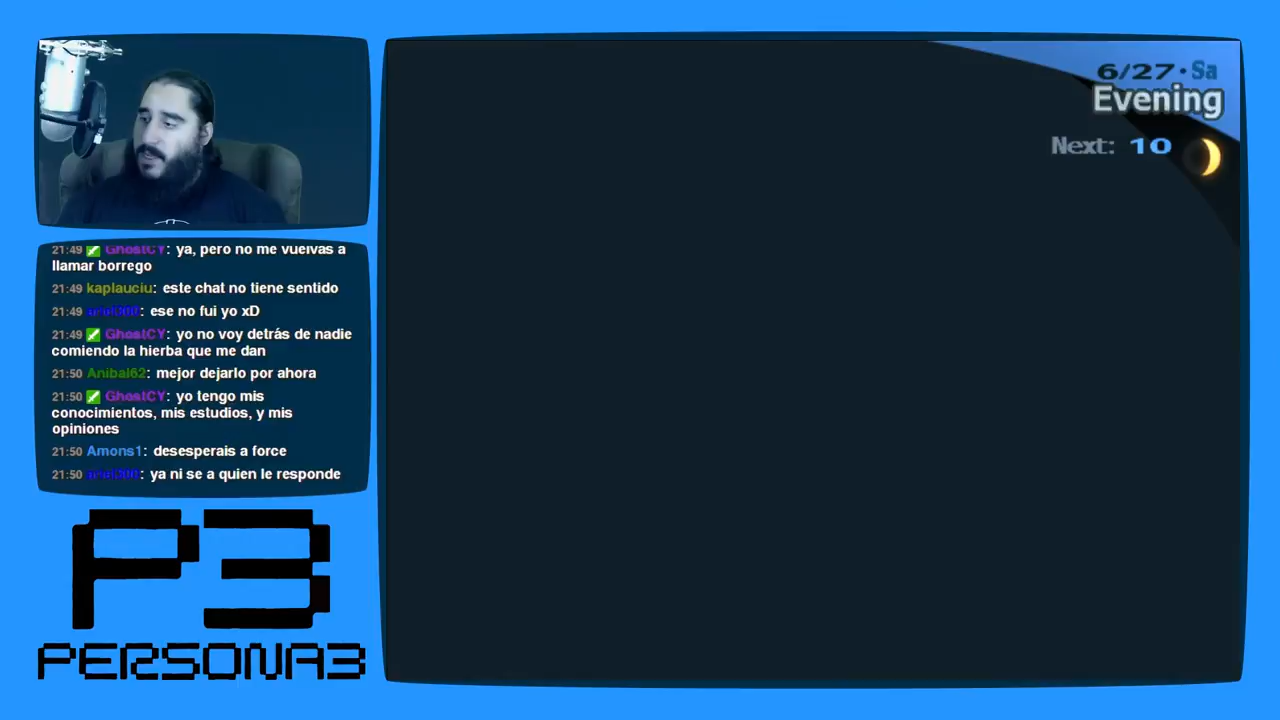 6/27·Sa
Evening
Next: 10
21:49 GhostCY: ya, pero no me vuelvas a
llamar borrego
21:49 kaplauciu: este chat no tiene sentido
21:49 : ese no fui yo xD
21:49 GhostCY: yo no voy detrás de nadie
comiendo la hierba que me dan
21:50 Anibal62: mejor dejarlo por ahora
21:50 GhostCY: yo tengo mis
conocimientos, mis estudios, y mis
opiniones
21:50 Amons1: desesperais a force
21:50 : ya ni se a quien le responde
P3
PERSONA3